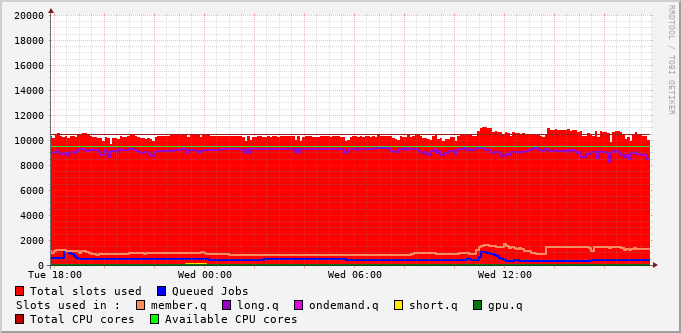 20000
18000
16000
14000
12000
10000
8000
6000
4000
2000
0
Tue 18:00 Wed 00:00 Wed 06:00 Wed 12:00
Total slots used Queued Jobs
Slots used in : member.q long.q ondemand.q short.q gpu.q
Total CPU cores Available CPU cores
RRDTOOL / TOBI OETIKER